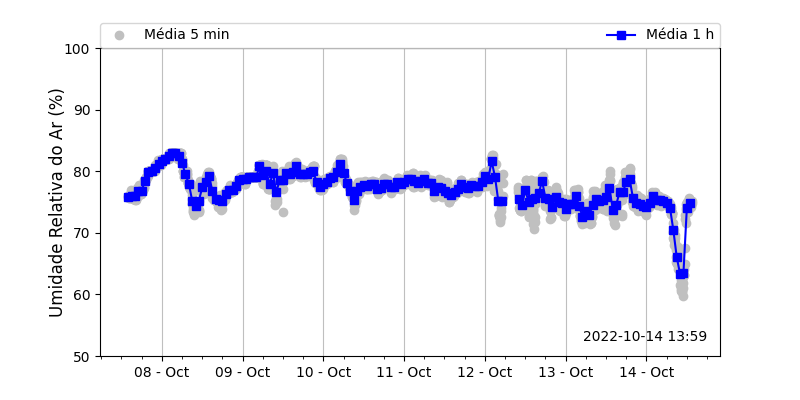 Média 5 min
Média 1 h
Umidade Relativa do Ar (%)
100
90
80
70
60
50
2022-10-14 13:59
08 - Oct
09 - Oct
10 - Oct
11 - Oct
12 - Oct
13 - Oct
14 - Oct